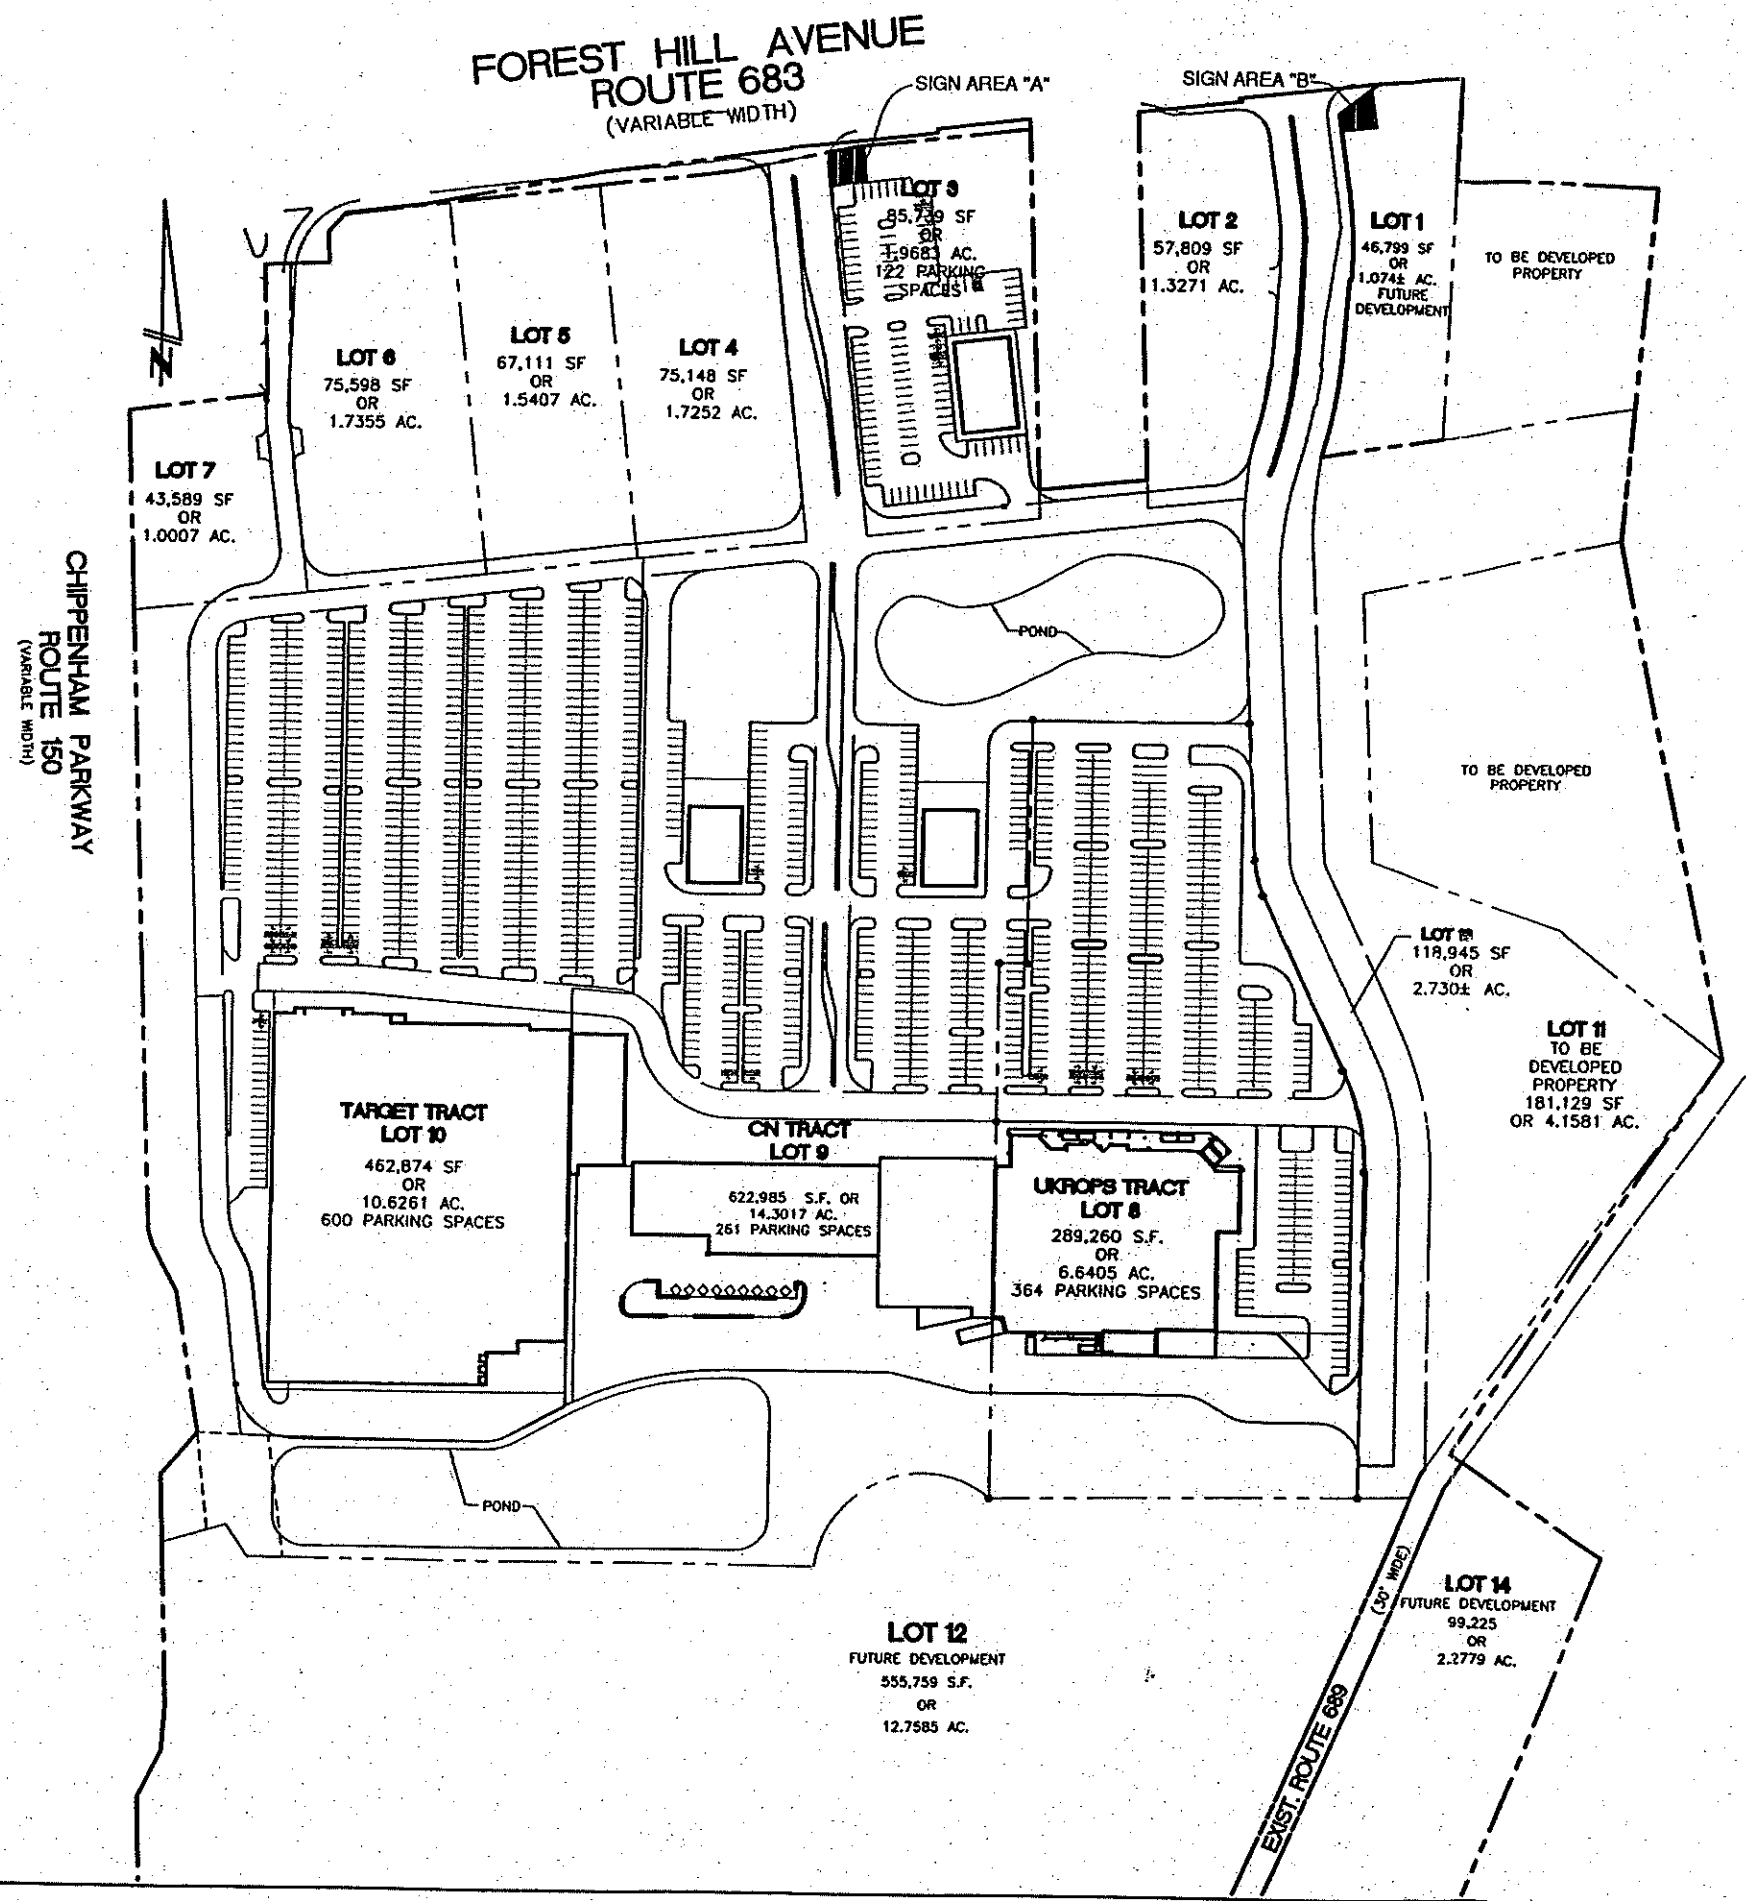 FOREST HILL AVENUE
ROUTE 683
(VARIABLE WIDTH)
SIGN AREA "A"
SIGN AREA "B"
LOT 3
85,739 SF
OR
1.9683 AC.
122 PARKING
SPACES
LOT 2
57,809 SF
OR
1.3271 AC.
LOT 1
46,799 SF
OR
1.074± AC.
FUTURE
DEVELOPMENT
TO BE DEVELOPED
PROPERTY
N
LOT 6
75,598 SF
OR
1.7355 AC.
LOT 5
67,111 SF
OR
1.5407 AC.
LOT 4
75,148 SF
OR
1.7252 AC.
LOT 7
43,589 SF
OR
1.0007 AC.
CHIPPENHAM PARKWAY
ROUTE 150
(VARIABLE WIDTH)
POND
TO BE DEVELOPED
PROPERTY
LOT
118,945 SF
OR
2.730± AC.
LOT 11
TO BE
DEVELOPED
PROPERTY
181,129 SF
OR 4.1581 AC.
TARGET TRACT
LOT 10
462,874 SF
OR
10.6261 AC.
600 PARKING SPACES
CN TRACT
LOT 9
622,985 S.F. OR
14.3017 AC.
261 PARKING SPACES
UKROPS TRACT
LOT 8
289,260 S.F.
OR
6.6405 AC.
364 PARKING SPACES
POND
LOT 12
FUTURE DEVELOPMENT
555,759 S.F.
OR
12.7585 AC.
(30' WIDE)
EXIST. ROUTE 689
LOT 14
FUTURE DEVELOPMENT
99,225
OR
2.2779 AC.